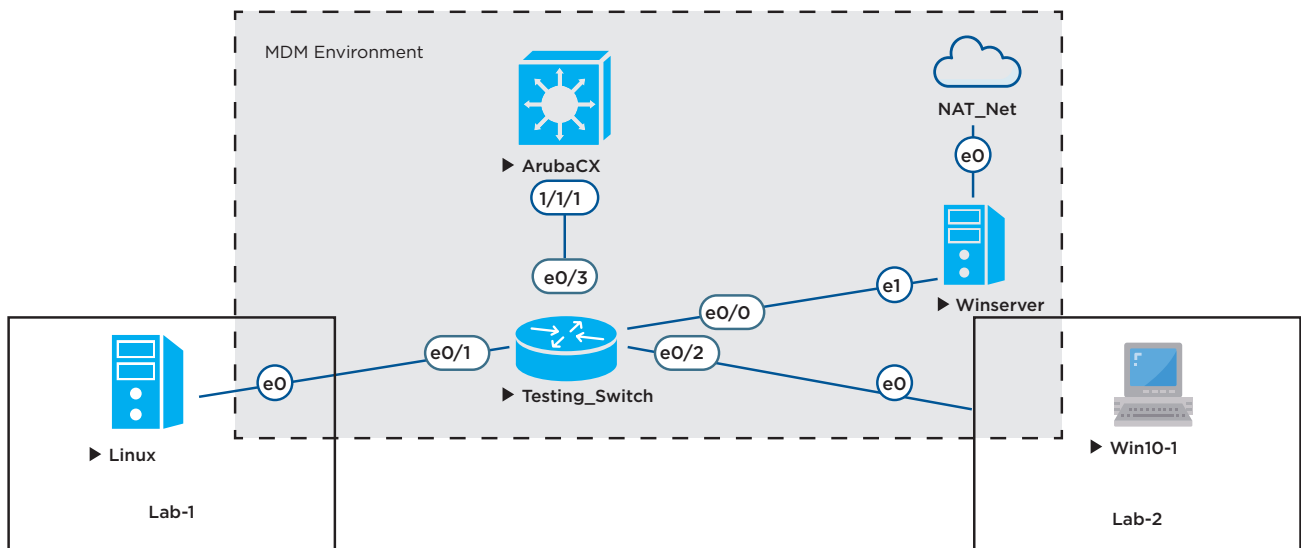 MDM Environment
NAT_Net
e0
ArubaCX
1/1/1
e0/3
e1
Winserver
e0/0
e0/1
e0/2
e0
e0
Testing_Switch
Linux
Win10-1
Lab-1
Lab-2